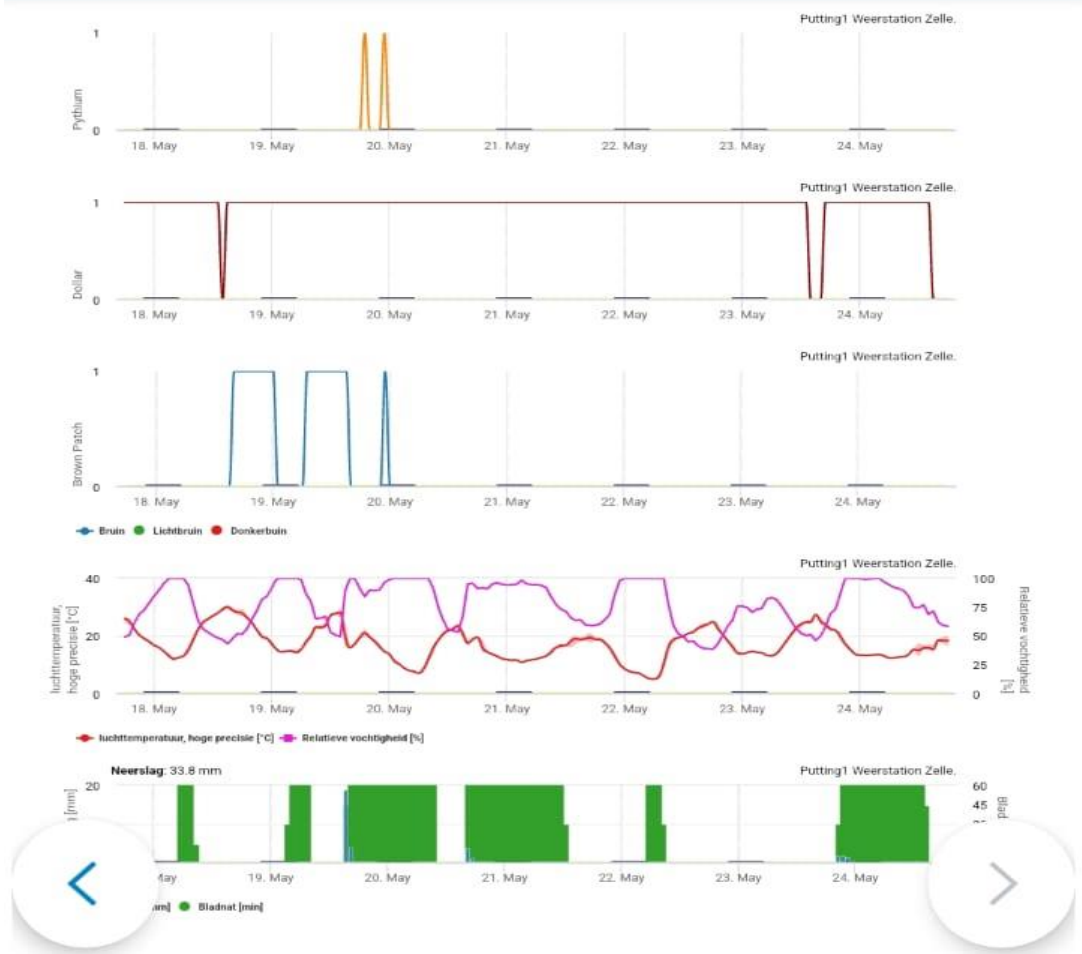 Putting1 Weerstation Zelle.
1
Pythium
0
18. May 19. May 20. May 21. May 22. May 23. May 24. May
Putting1 Weerstation Zelle.
1
Dollar
0
18. May 19. May 20. May 21. May 22. May 23. May 24. May
Putting1 Weerstation Zelle.
1
Brown Patch
0
18. May 19. May 20. May 21. May 22. May 23. May 24. May
Bruin Lichtbruin Donkerbuin
Putting1 Weerstation Zelle.
40 100
75
20 50
25
0 0
luchttemperatuur,
hoge precisie [°C]
Relatieve vochtigheid
[%]
18. May 19. May 20. May 21. May 22. May 23. May 24. May
luchttemperatuur, hoge precisie [°C] Relatieve vochtigheid [%]
Neerslag: 33.8 mm Putting1 Weerstation Zelle.
20 60
45
[mm]
Blad
May 19. May 20. May 21. May 22. May 23. May 24. May
Bladnat [min]